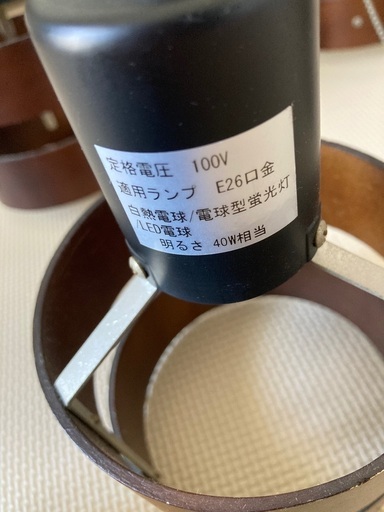 定格電圧 100V
適用ランプ E26口金
白熱電球/電球型蛍光灯
/LED電球
明るさ 40W相当